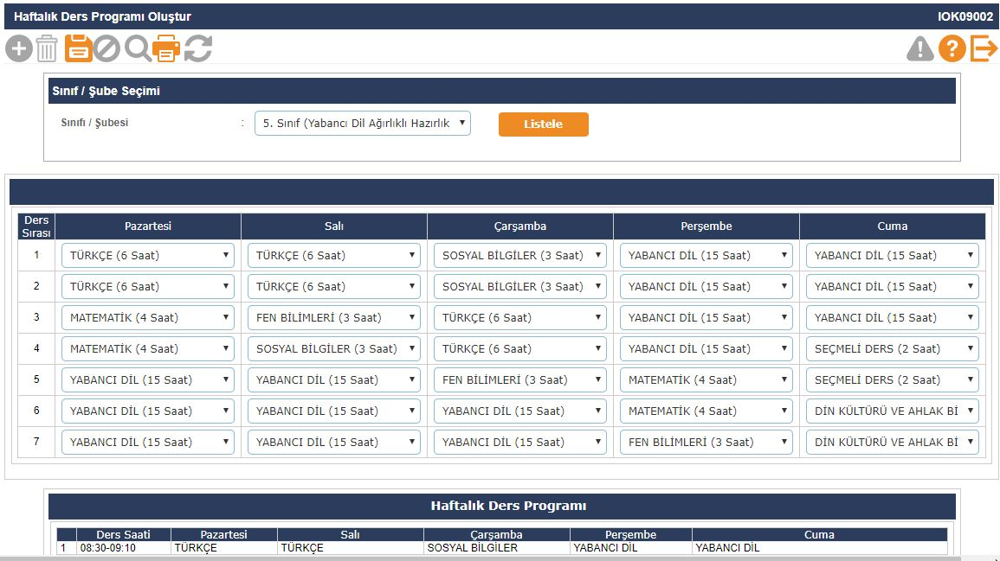 Haftalık Ders Programı Oluştur IOK09002
Sınıf / Şube Seçimi
Sınıfı / Şubesi : 5. Sınıf (Yabancı Dil Ağırlıklı Hazırlık Listele
Ders Sırası Pazartesi Salı Çarşamba Perşembe Cuma
1 TÜRKÇE (6 Saat) TÜRKÇE (6 Saat) SOSYAL BİLGİLER (3 Saat) YABANCI DİL (15 Saat) YABANCI DİL (15 Saat)
2 TÜRKÇE (6 Saat) TÜRKÇE (6 Saat) SOSYAL BİLGİLER (3 Saat) YABANCI DİL (15 Saat) YABANCI DİL (15 Saat)
3 MATEMATİK (4 Saat) FEN BİLİMLERİ (3 Saat) TÜRKÇE (6 Saat) YABANCI DİL (15 Saat) YABANCI DİL (15 Saat)
4 MATEMATİK (4 Saat) SOSYAL BİLGİLER (3 Saat) TÜRKÇE (6 Saat) YABANCI DİL (15 Saat) SEÇMELİ DERS (2 Saat)
5 YABANCI DİL (15 Saat) YABANCI DİL (15 Saat) FEN BİLİMLERİ (3 Saat) MATEMATİK (4 Saat) SEÇMELİ DERS (2 Saat)
6 YABANCI DİL (15 Saat) YABANCI DİL (15 Saat) YABANCI DİL (15 Saat) MATEMATİK (4 Saat) DİN KÜLTÜRÜ VE AHLAK Bİ
7 YABANCI DİL (15 Saat) YABANCI DİL (15 Saat) YABANCI DİL (15 Saat) FEN BİLİMLERİ (3 Saat) DİN KÜLTÜRÜ VE AHLAK Bİ
Haftalık Ders Programı
Ders Saati Pazartesi Salı Çarşamba Perşembe Cuma
1 08:30-09:10 TÜRKÇE TÜRKÇE SOSYAL BİLGİLER YABANCI DİL YABANCI DİL